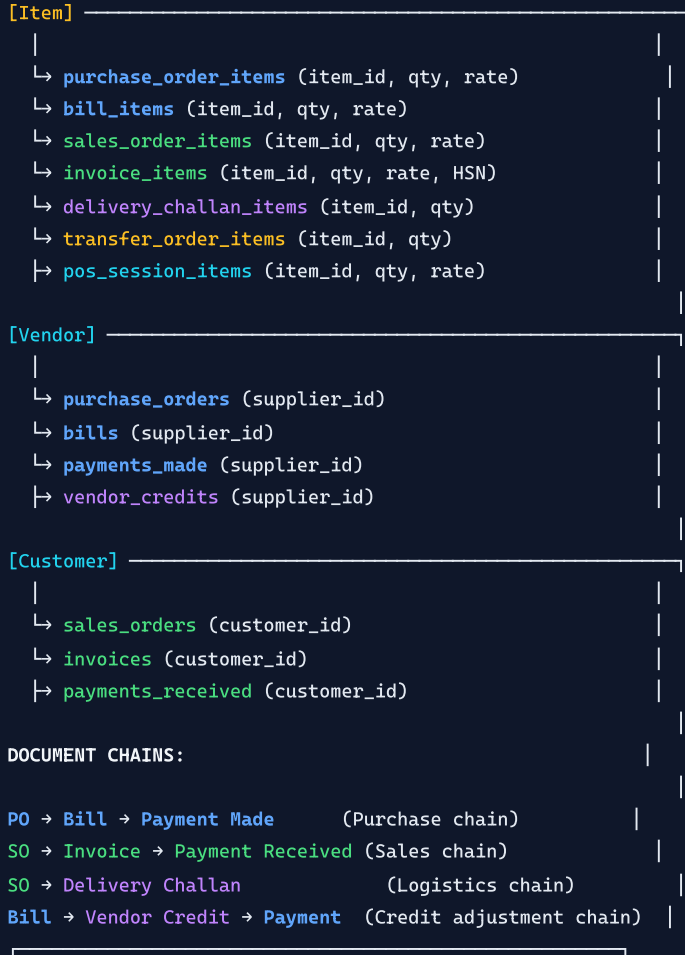 [Item]
purchase_order_items (item_id, qty, rate)
bill_items (item_id, qty, rate)
sales_order_items (item_id, qty, rate)
invoice_items (item_id, qty, rate, HSN)
delivery_challan_items (item_id, qty)
transfer_order_items (item_id, qty)
pos_session_items (item_id, qty, rate)
[Vendor]
purchase_orders (supplier_id)
bills (supplier_id)
payments_made (supplier_id)
vendor_credits (supplier_id)
[Customer]
sales_orders (customer_id)
invoices (customer_id)
payments_received (customer_id)
DOCUMENT CHAINS:
PO → Bill → Payment Made (Purchase chain)
SO → Invoice → Payment Received (Sales chain)
SO → Delivery Challan (Logistics chain)
Bill → Vendor Credit → Payment (Credit adjustment chain)